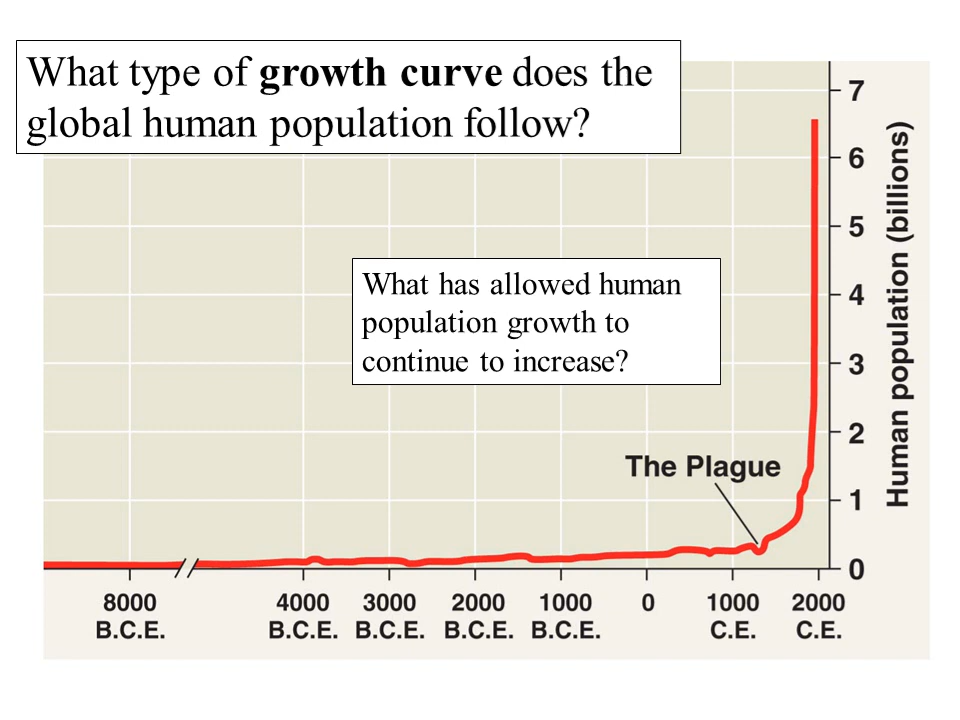 What type of growth curve does the
global human population follow?
What has allowed human
population growth to
continue to increase?
The Plague
7
6
5
4
3
2
1
0
Human population (billions)
8000 4000 3000 2000 1000 0 1000 2000
B.C.E. B.C.E. B.C.E. B.C.E. B.C.E. C.E. C.E.